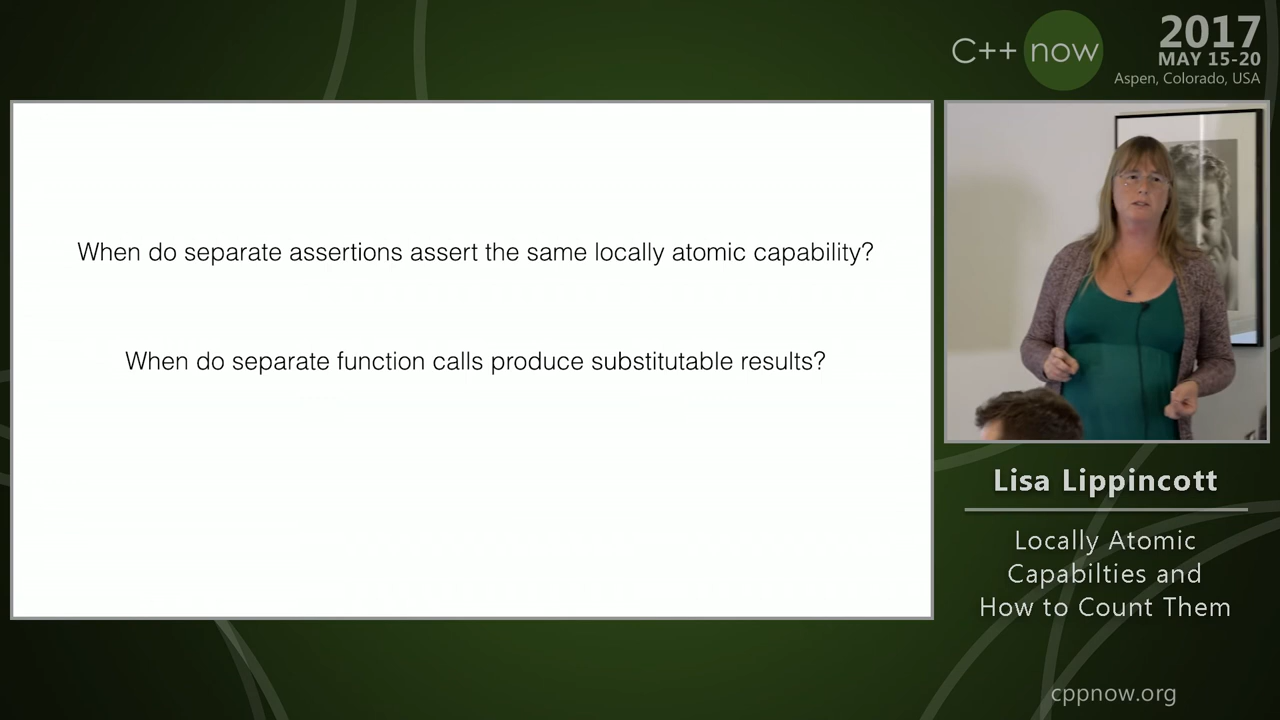 C++ now
2017
MAY 15-20
Aspen, Colorado, USA
When do separate assertions assert the same locally atomic capability?
When do separate function calls produce substitutable results?
Lisa Lippincott
Locally Atomic
Capabilties and
How to Count Them
cppnow.org